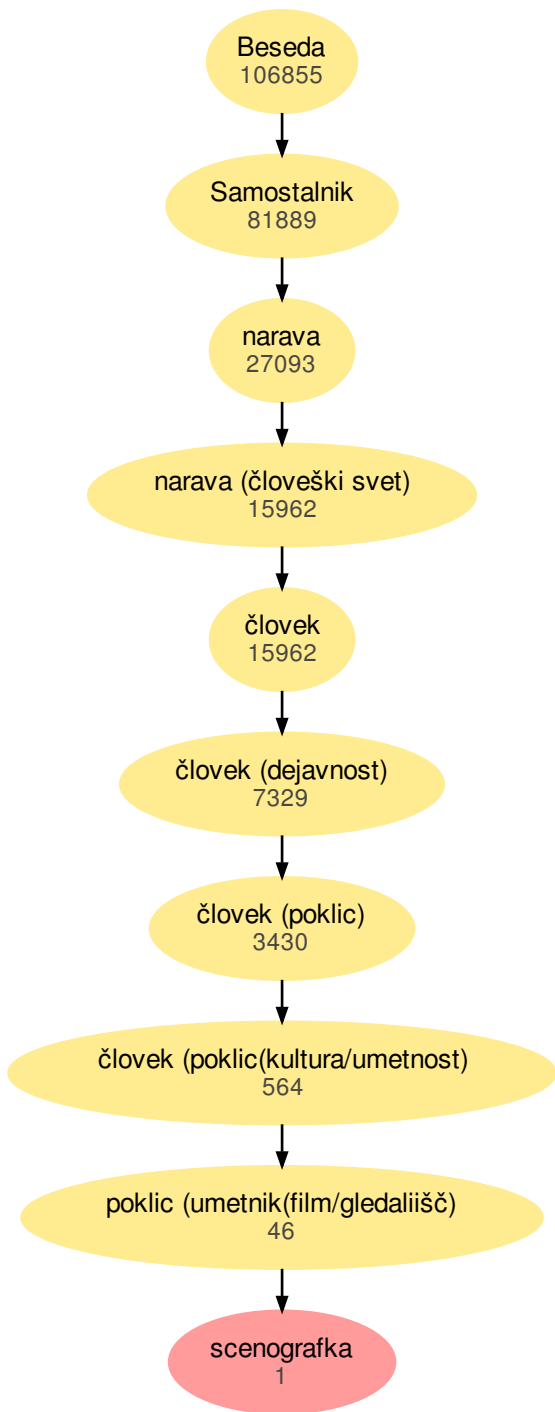 Beseda
106855
Samostalnik
81889
narava
27093
narava (človeški svet)
15962
človek
15962
človek (dejavnost)
7329
človek (poklic)
3430
človek (poklic(kultura/umetnost)
564
poklic (umetnik(film/gledaliišč)
46
scenografka
1